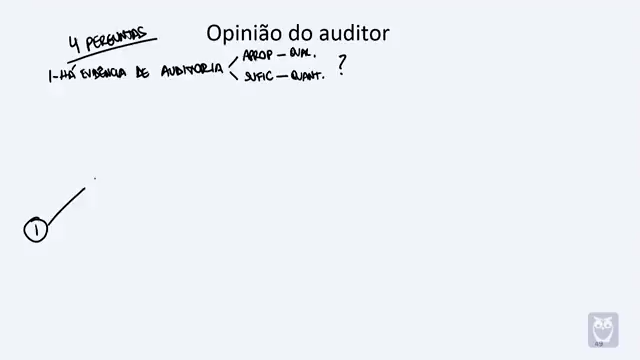 Opinião do auditor
4 PERGUNTAS
1-HÁ EVIDÊNCIA DE AUDITORIA
APROP - QUAL.
SUFIC - QUANT.
?
1